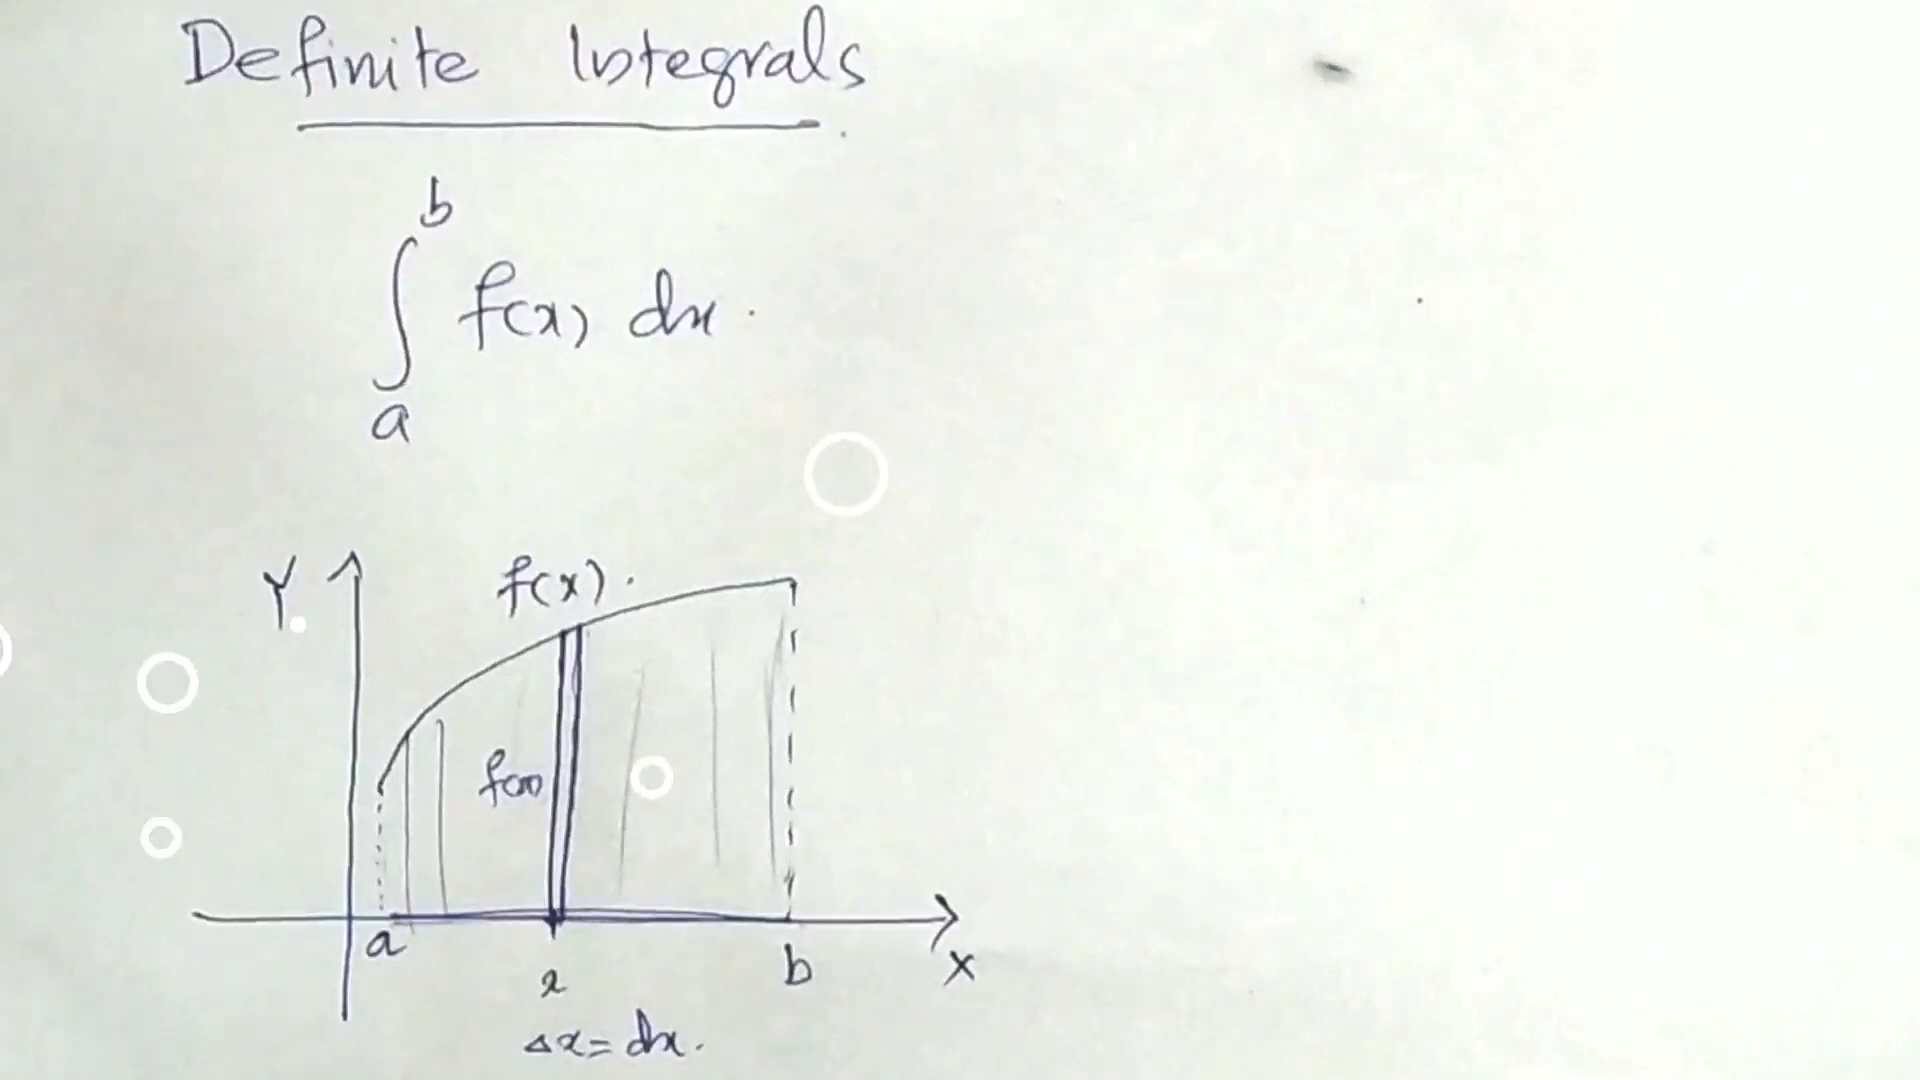 Definite Integrals
b
∫ f(x) dx.
a
Y
f(x).
f(x)
a
x
b
X
Δx = dx.